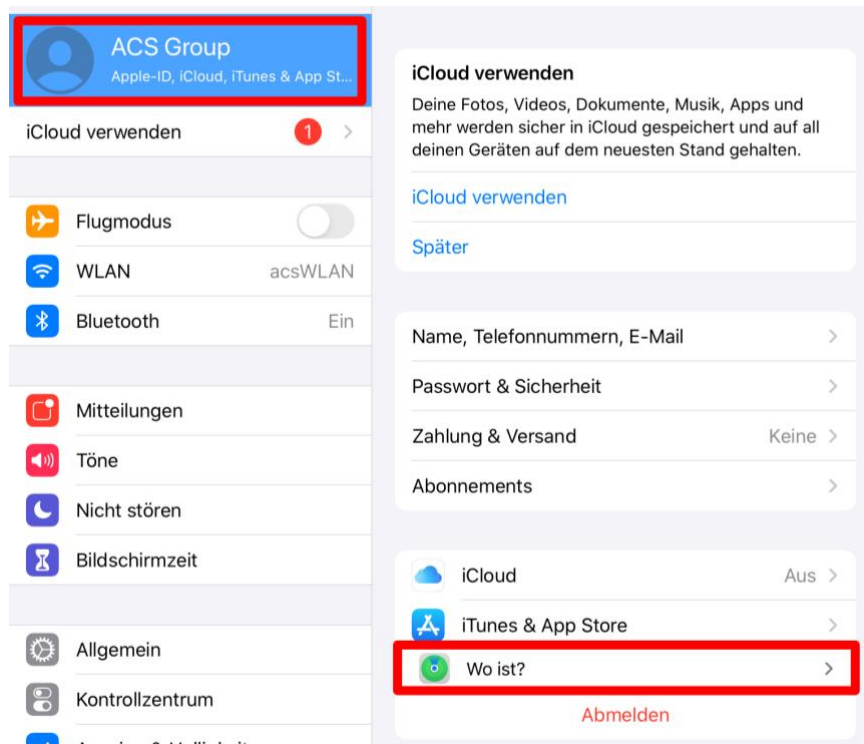 ACS Group
Apple-ID, iCloud, iTunes & App St...
iCloud verwenden
1
Flugmodus
WLAN
acsWLAN
Bluetooth
Ein
Mitteilungen
Töne
Nicht stören
Bildschirmzeit
Allgemein
Kontrollzentrum
iCloud verwenden
Deine Fotos, Videos, Dokumente, Musik, Apps und
mehr werden sicher in iCloud gespeichert und auf all
deinen Geräten auf dem neuesten Stand gehalten.
iCloud verwenden
Später
Name, Telefonnummern, E-Mail
Passwort & Sicherheit
Zahlung & Versand
Keine
Abonnements
iCloud
Aus
iTunes & App Store
Wo ist?
Abmelden